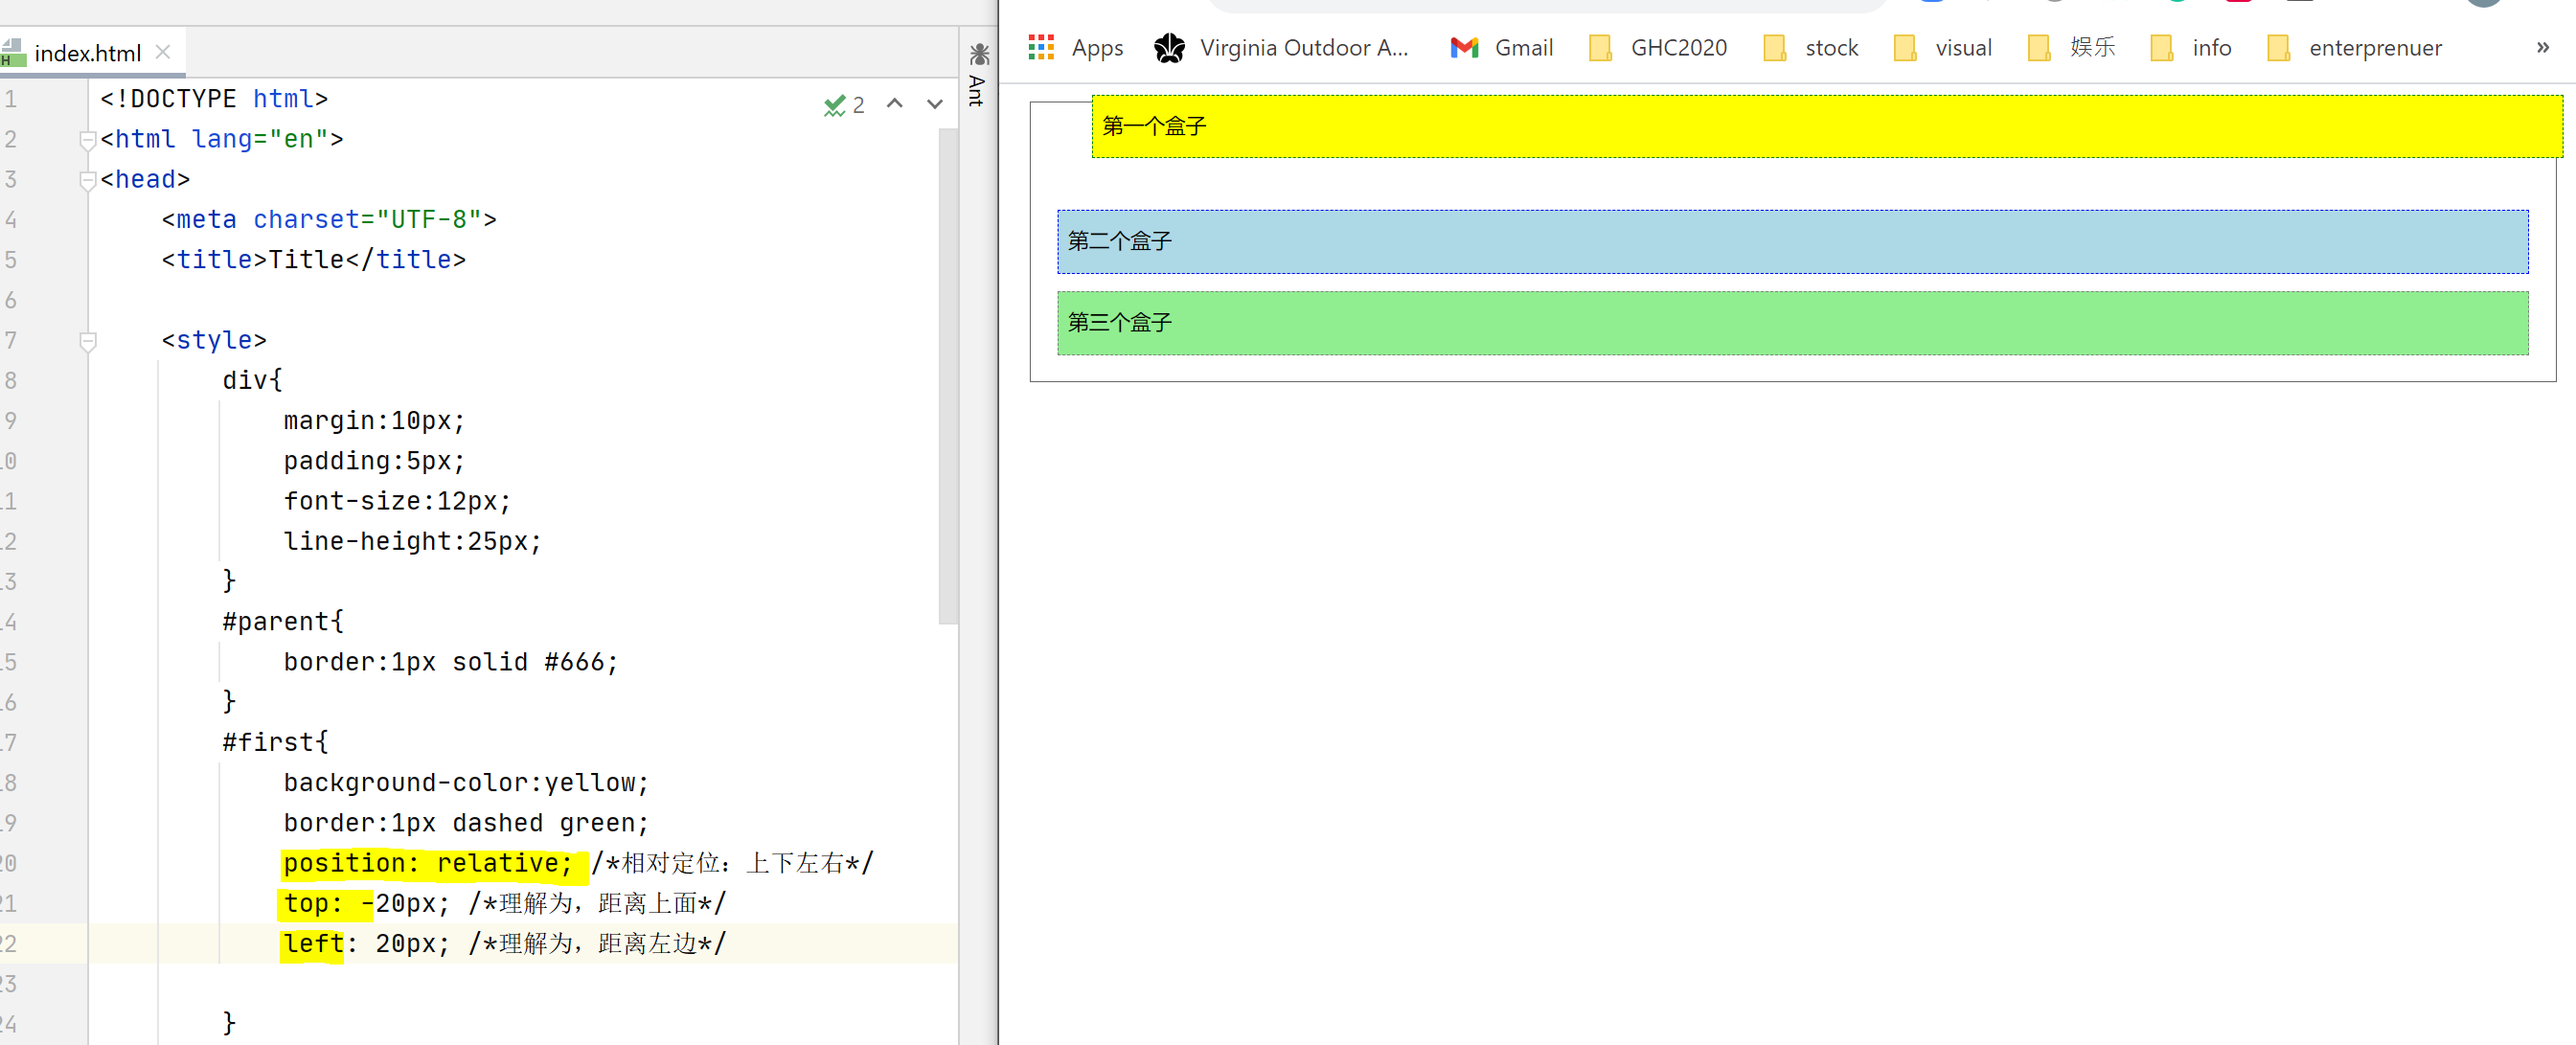 index.html
Ant
2
1 <!DOCTYPE html>
2 <html lang="en">
3 <head>
4 <meta charset="UTF-8">
5 <title>Title</title>
6
7 <style>
8 div{
9 margin:10px;
10 padding:5px;
11 font-size:12px;
12 line-height:25px;
13 }
14 #parent{
15 border:1px solid #666;
16 }
17 #first{
18 background-color:yellow;
19 border:1px dashed green;
20 position: relative; /*相对定位：上下左右*/
21 top: -20px; /*理解为，距离上面*/
22 left: 20px; /*理解为，距离左边*/
23
24 }
Apps Virginia Outdoor A... Gmail GHC2020 stock visual 娱乐 info enterprenuer »
第一个盒子
第二个盒子
第三个盒子